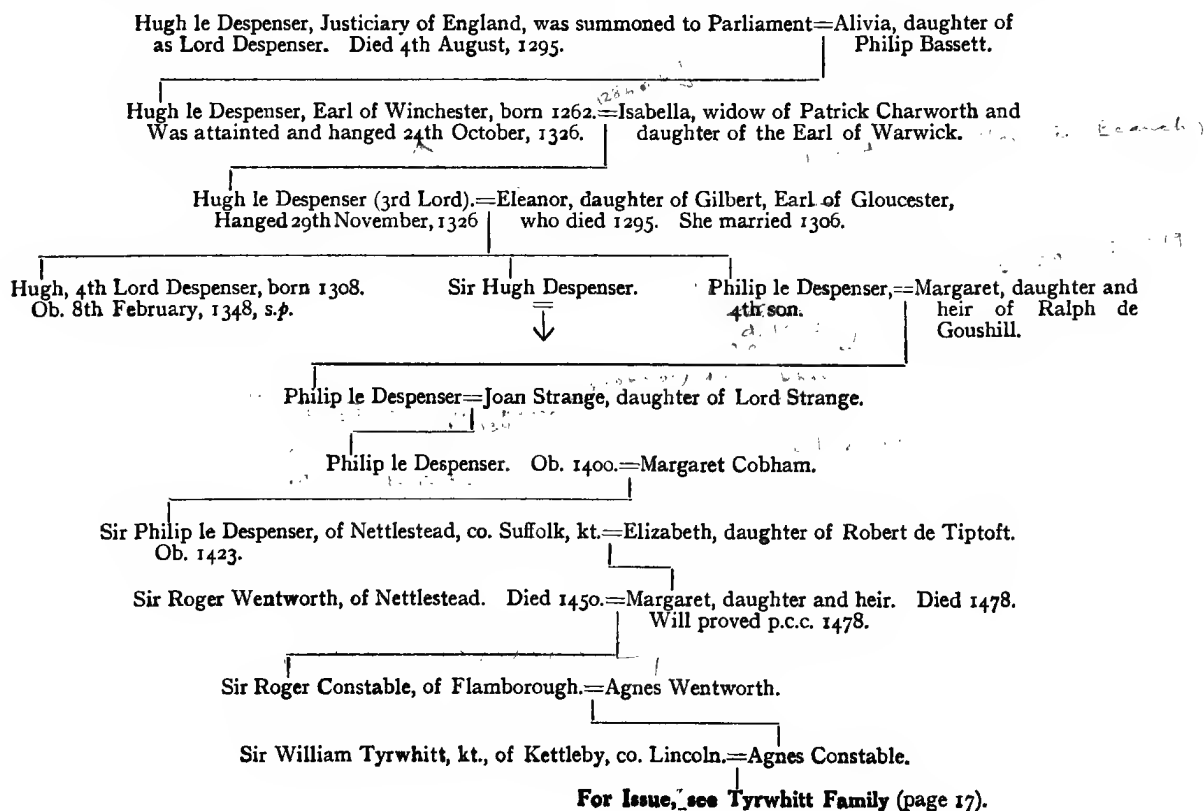 Hugh le Despenser, Justiciary of England, was summoned to Parliament=Alivia, daughter of
as Lord Despenser. Died 4th August, 1295. Philip Bassett.
Hugh le Despenser, Earl of Winchester, born 1262.=Isabella, widow of Patrick Charworth and
Was attainted and hanged 24th October, 1326. daughter of the Earl of Warwick.
Hugh le Despenser (3rd Lord).=Eleanor, daughter of Gilbert, Earl of Gloucester,
Hanged 29th November, 1326 who died 1295. She married 1306.
Hugh, 4th Lord Despenser, born 1308. Sir Hugh Despenser. Philip le Despenser,=Margaret, daughter and
Ob. 8th February, 1348, s.p. 4th son. heir of Ralph de
Goushill.
Philip le Despenser=Joan Strange, daughter of Lord Strange.
Philip le Despenser. Ob. 1400.=Margaret Cobham.
Sir Philip le Despenser, of Nettlestead, co. Suffolk, kt.=Elizabeth, daughter of Robert de Tiptoft.
Ob. 1423.
Sir Roger Wentworth, of Nettlestead. Died 1450.=Margaret, daughter and heir. Died 1478.
Will proved p.c.c. 1478.
Sir Roger Constable, of Flamborough.=Agnes Wentworth.
Sir William Tyrwhitt, kt., of Kettleby, co. Lincoln.=Agnes Constable.
For Issue, see Tyrwhitt Family (page 17).